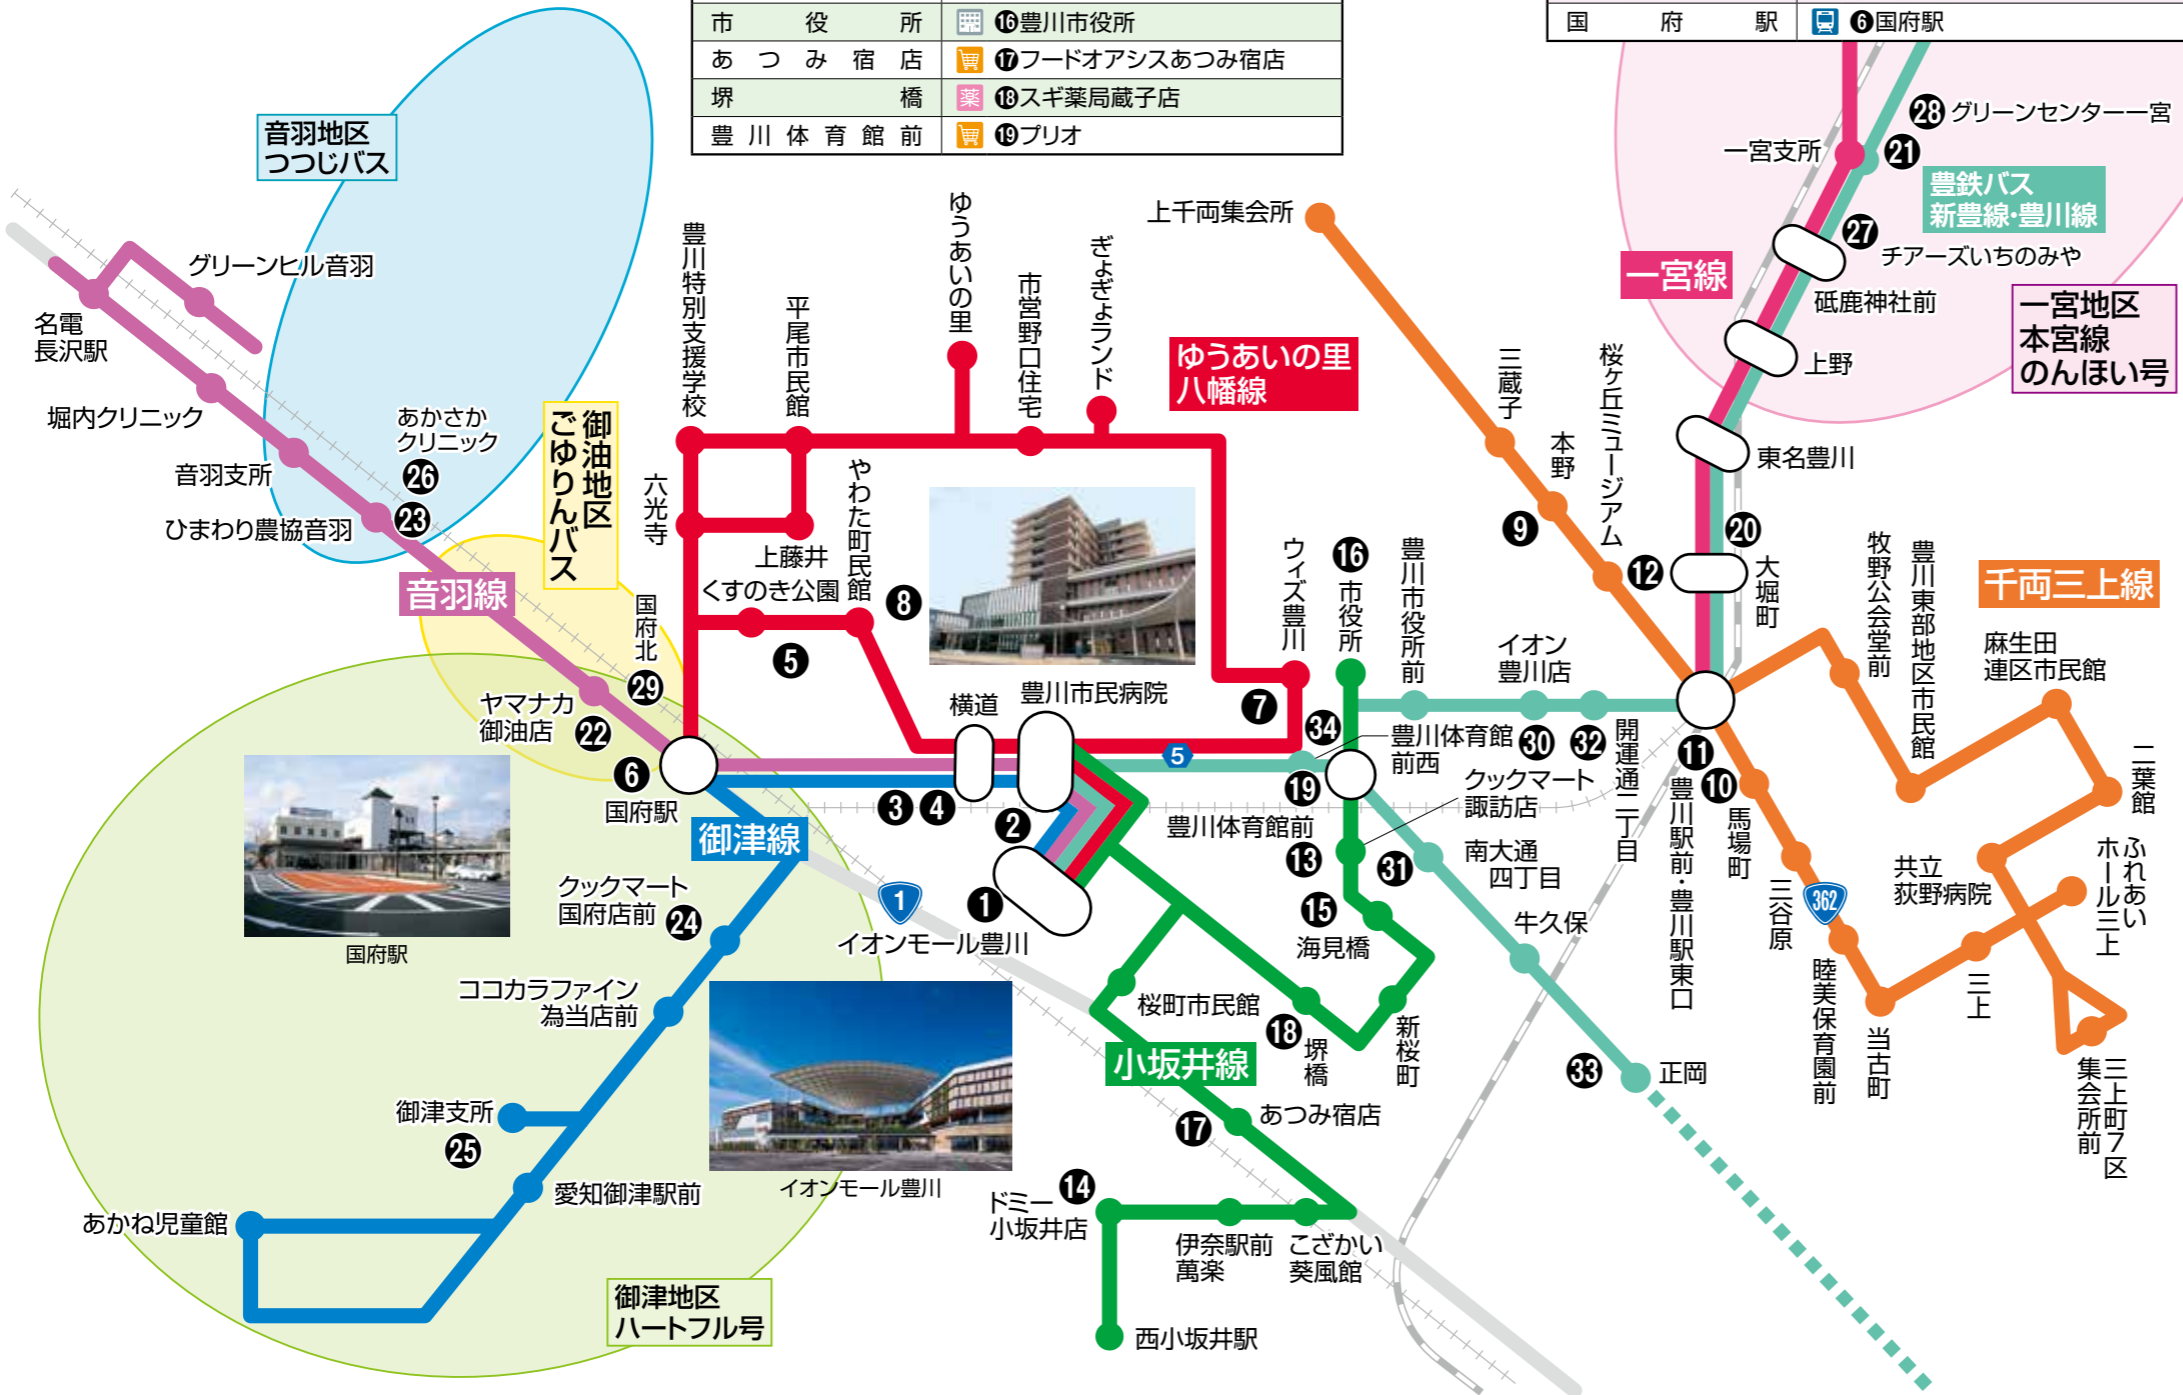 市役所 ⓰豊川市役所
あつみ宿店 ⓱フードオアシスあつみ宿店
堺橋 薬 ⓲スギ薬局蔵子店
豊川体育館前 ⓳プリオ
国府駅 ❻国府駅
音羽地区
つつじバス
グリーンヒル音羽
名電
長沢駅
堀内クリニック
音羽支所
ひまわり農協音羽
あかさか
クリニック
26
23
御油地区
ごゆりんバス
音羽線
国府北
29
ヤマナカ
御油店
22
6
国府駅
国府駅
豊川特別支援学校
平尾市民館
ゆうあいの里
市営野口住宅
ぎょぎょランド
ゆうあいの里
八幡線
六光寺
上藤井
くすのき公園
5
やわた町民館
8
横道
豊川市民病院
3
4
2
1
イオンモール豊川
1
5
ウィズ豊川
7
御津線
クックマート
国府店前
24
ココカラファイン
為当店前
御津支所
25
愛知御津駅前
あかね児童館
御津地区
ハートフル号
イオンモール豊川
16
市役所
34
豊川市役所前
豊川体育館
前西
19
豊川体育館前
13
クックマート
諏訪店
イオン
豊川店
30
32
開運通二丁目
31
南大通
四丁目
15
海見橋
牛久保
33
正岡
桜町市民館
18
堺橋
新桜町
小坂井線
17
あつみ宿店
14
ドミー
小坂井店
伊奈駅前
萬楽
こざかい
葵風館
西小坂井駅
上千両集会所
三蔵子
本野
9
桜ヶ丘ミュージアム
12
20
大堀町
東名豊川
上野
砥鹿神社前
27
チアーズいちのみや
一宮線
一宮支所
21
28
グリーンセンター一宮
豊鉄バス
新豊線・豊川線
一宮地区
本宮線
のんほい号
11
10
豊川駅前・豊川駅東口
馬場町
三谷原
362
睦美保育園前
当古町
三上
ふれあい
ホール三上
千両三上線
牧野公会堂前
豊川東部地区市民館
麻生田
連区市民館
二葉館
共立
荻野病院
三上町7区
集会所前